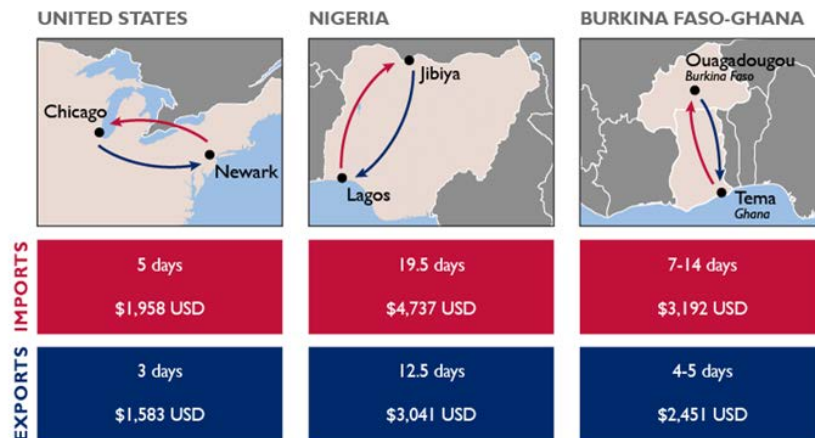 UNITED STATES
Chicago
Newark
NIGERIA
Jibiya
Lagos
BURKINA FASO-GHANA
Ouagadougou
Burkina Faso
Tema
Ghana
IMPORTS
5 days
$1,958 USD
19.5 days
$4,737 USD
7-14 days
$3,192 USD
EXPORTS
3 days
$1,583 USD
12.5 days
$3,041 USD
4-5 days
$2,451 USD